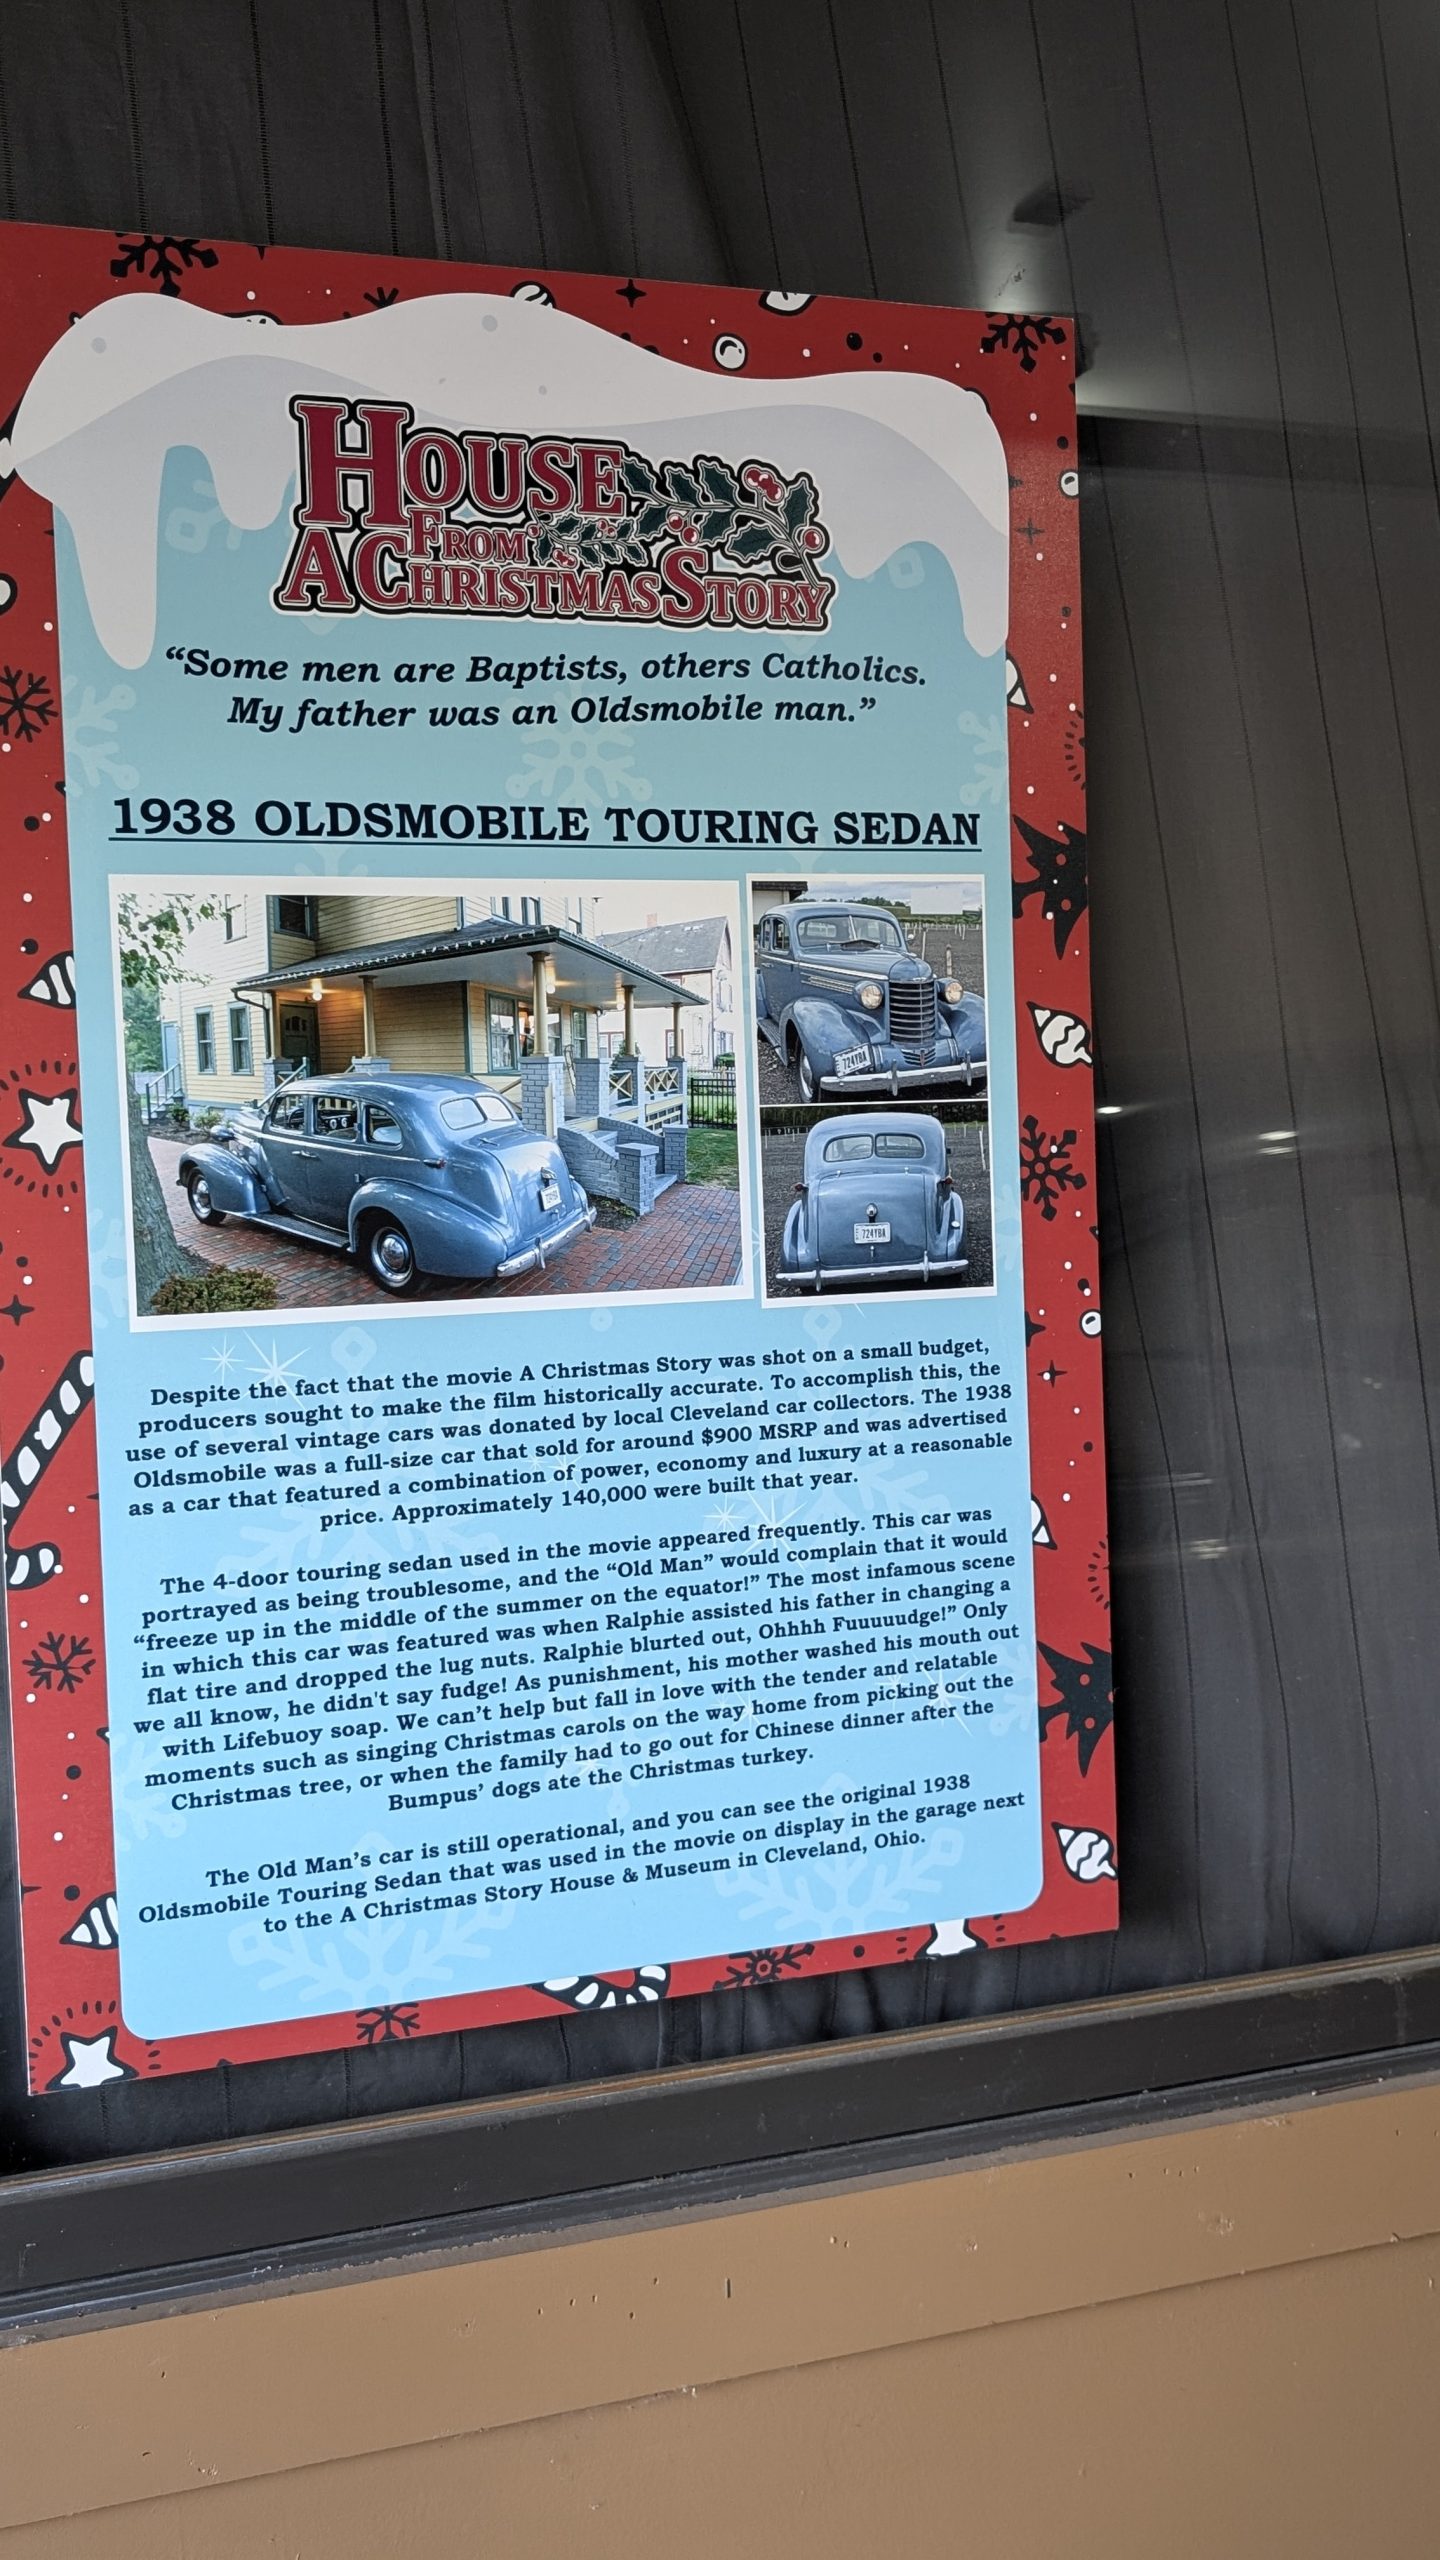 HOUSE
FROM
A CHRISTMAS STORY
“Some men are Baptists, others Catholics.
My father was an Oldsmobile man.”
1938 OLDSMOBILE TOURING SEDAN
724YBA
724YBA
Despite the fact that the movie A Christmas Story was shot on a small budget,
producers sought to make the film historically accurate. To accomplish this, the
use of several vintage cars was donated by local Cleveland car collectors. The 1938
Oldsmobile was a full-size car that sold for around $900 MSRP and was advertised
as a car that featured a combination of power, economy and luxury at a reasonable
price. Approximately 140,000 were built that year.
The 4-door touring sedan used in the movie appeared frequently. This car was
portrayed as being troublesome, and the “Old Man” would complain that it would
“freeze up in the middle of the summer on the equator!” The most infamous scene
in which this car was featured was when Ralphie assisted his father in changing a
flat tire and dropped the lug nuts. Ralphie blurted out, Ohhhh Fuuuuudge!” Only
we all know, he didn't say fudge! As punishment, his mother washed his mouth out
with Lifebuoy soap. We can’t help but fall in love with the tender and relatable
moments such as singing Christmas carols on the way home from picking out the
Christmas tree, or when the family had to go out for Chinese dinner after the
Bumpus’ dogs ate the Christmas turkey.
The Old Man’s car is still operational, and you can see the original 1938
Oldsmobile Touring Sedan that was used in the movie on display in the garage next
to the A Christmas Story House & Museum in Cleveland, Ohio.